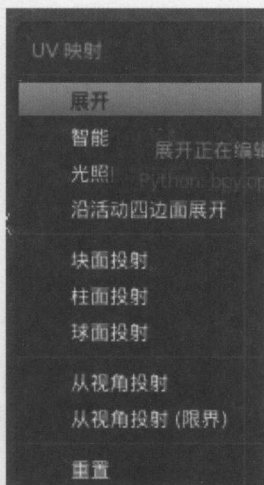 UV 映射
展开
智能
展开正在编辑
光照
Python: bpy.op
沿活动四边面展开
块面投射
柱面投射
球面投射
从视角投射
从视角投射 (限界)
重置